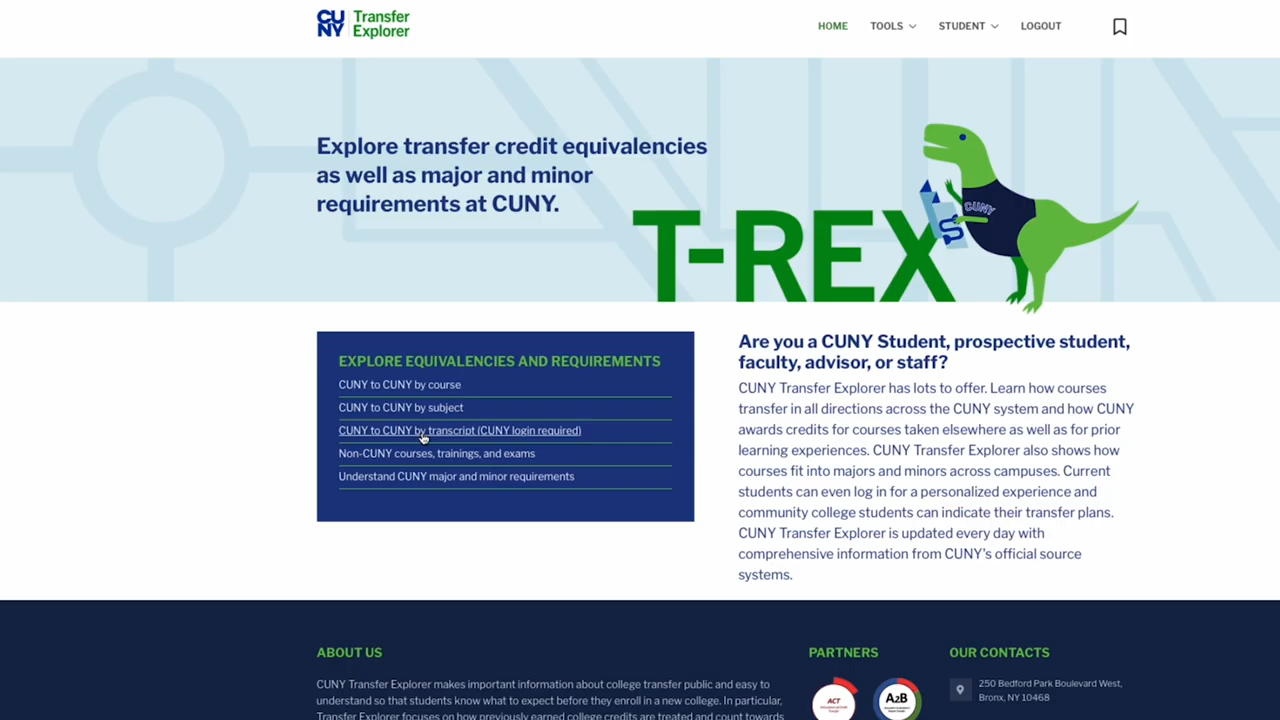 CU
NY
Transfer
Explorer
HOME
TOOLS
STUDENT
LOGOUT
Explore transfer credit equivalencies
as well as major and minor
requirements at CUNY.
T-REX
CUNY
EXPLORE EQUIVALENCIES AND REQUIREMENTS
CUNY to CUNY by course
CUNY to CUNY by subject
CUNY to CUNY by transcript (CUNY login required)
Non-CUNY courses, trainings, and exams
Understand CUNY major and minor requirements
Are you a CUNY Student, prospective student,
faculty, advisor, or staff?
CUNY Transfer Explorer has lots to offer. Learn how courses
transfer in all directions across the CUNY system and how CUNY
awards credits for courses taken elsewhere as well as for prior
learning experiences. CUNY Transfer Explorer also shows how
courses fit into majors and minors across campuses. Current
students can even log in for a personalized experience and
community college students can indicate their transfer plans.
CUNY Transfer Explorer is updated every day with
comprehensive information from CUNY's official source
systems.
ABOUT US
CUNY Transfer Explorer makes important information about college transfer public and easy to
understand so that students know what to expect before they enroll in a new college. In particular,
Transfer Explorer focuses on how previously earned college credits are treated and count towards
PARTNERS
ACT
A2B
OUR CONTACTS
250 Bedford Park Boulevard West,
Bronx, NY 10468